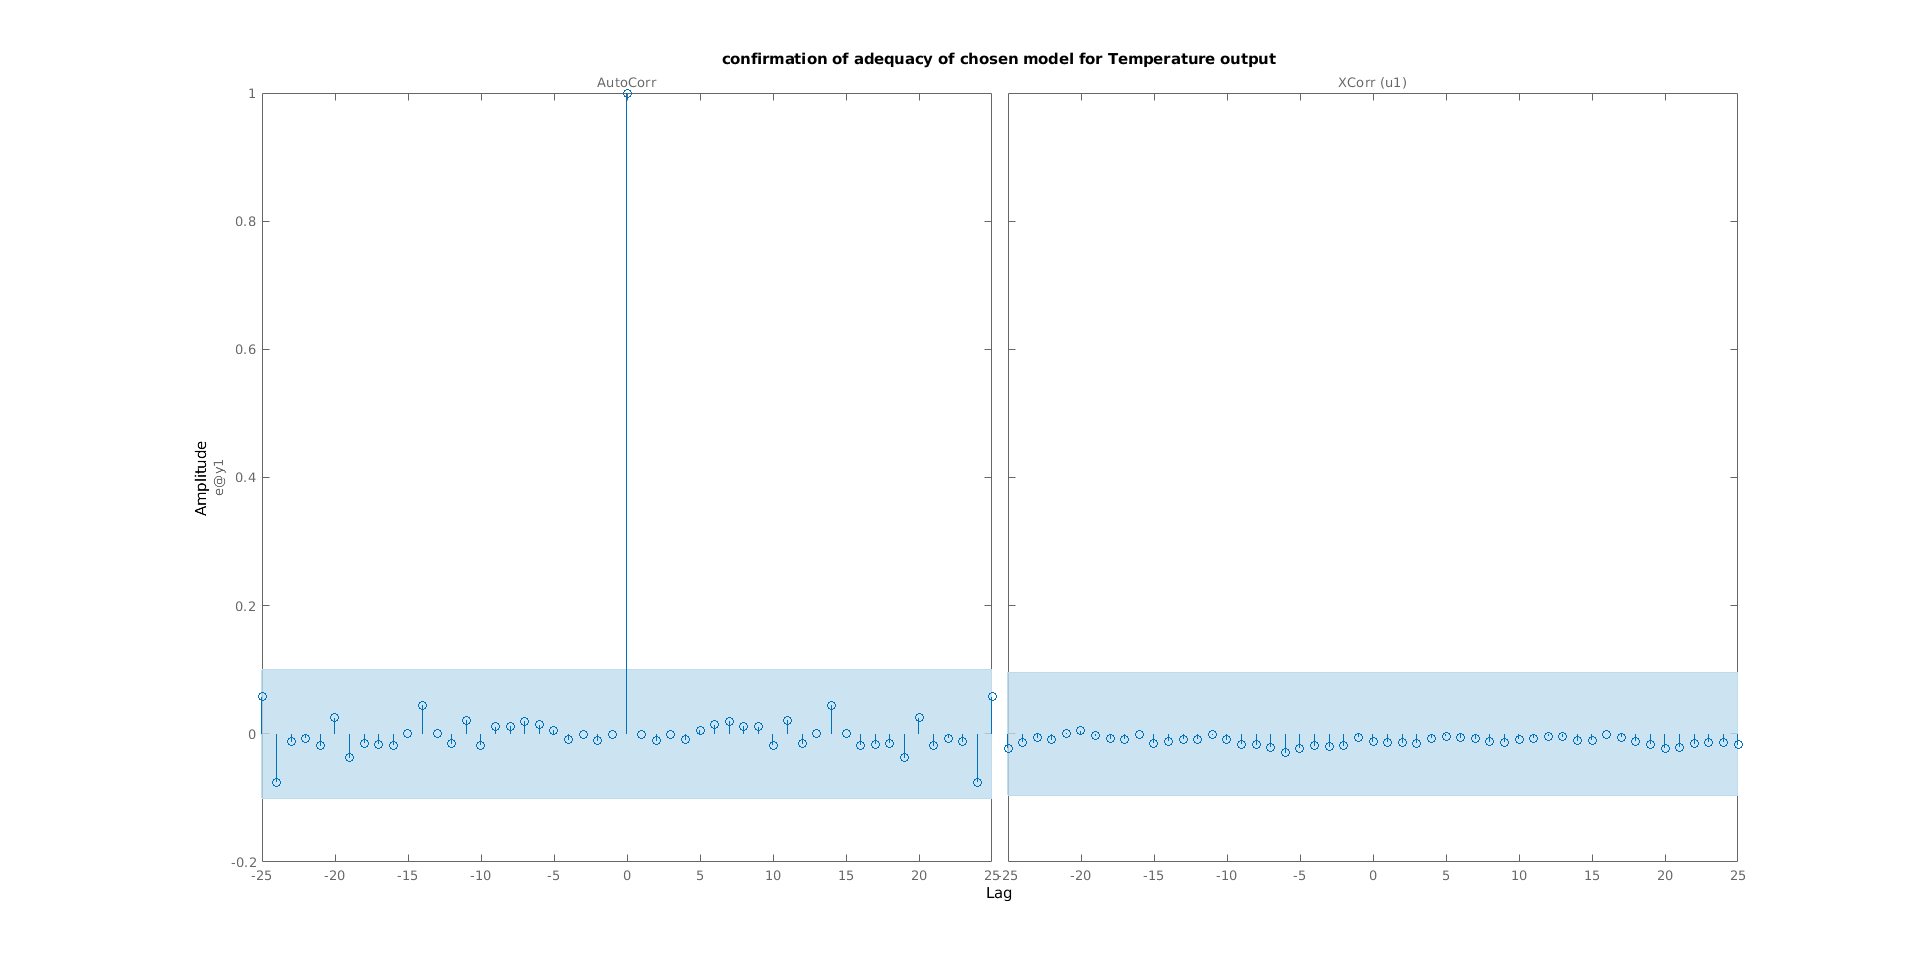 confirmation of adequacy of chosen model for Temperature output
AutoCorr
XCorr (u1)
Amplitude
e@y1
1
0.8
0.6
0.4
0.2
0
-0.2
-25 -20 -15 -10 -5 0 5 10 15 20 25
-25 -20 -15 -10 -5 0 5 10 15 20 25
Lag